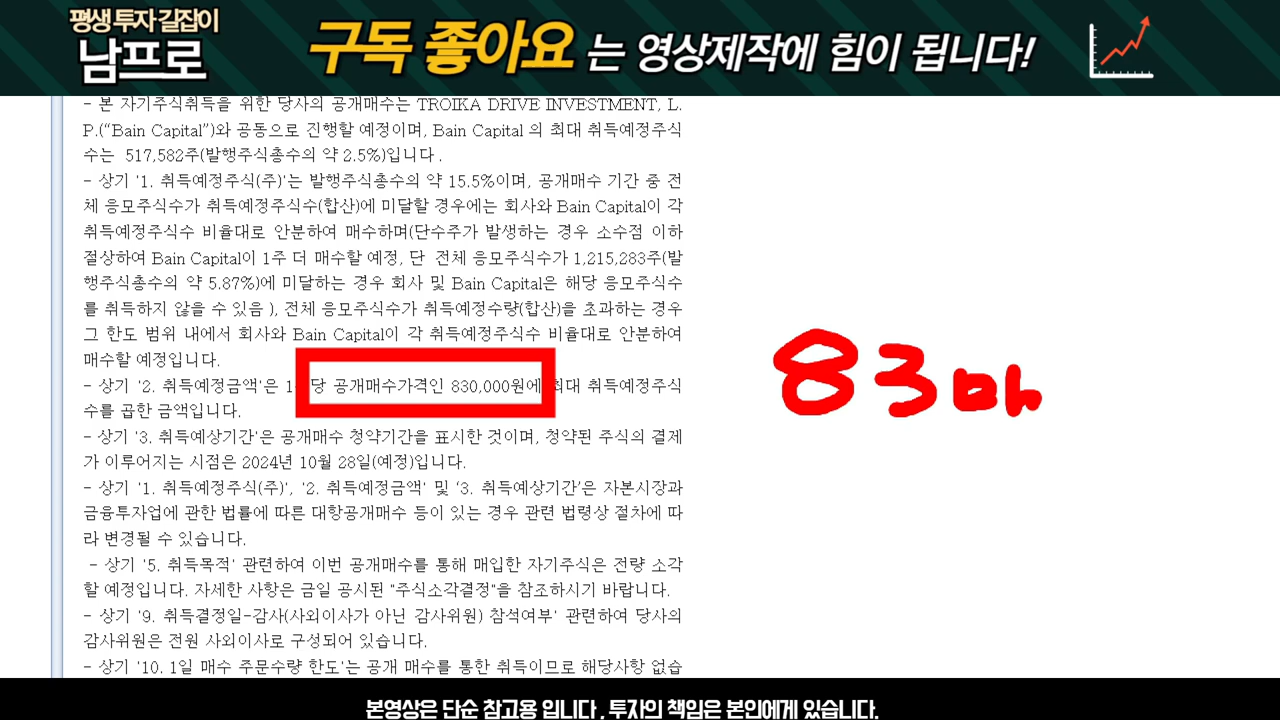 평생 투자 길잡이
남프로
구독 좋아요 는 영상제작에 힘이 됩니다!
- 본 자기주식취득을 위한 당사의 공개매수는 TROIKA DRIVE INVESTMENT, L.
P.(“Bain Capital”)와 공동으로 진행할 예정이며, Bain Capital 의 최대 취득예정주식
수는 517,582주(발행주식총수의 약 2.5%)입니다 .
- 상기 '1. 취득예정주식(주)'는 발행주식총수의 약 15.5%이며, 공개매수 기간 중 전
체 응모주식수가 취득예정주식수(합산)에 미달할 경우에는 회사와 Bain Capital이 각
취득예정주식수 비율대로 안분하여 매수하며(단수주가 발생하는 경우 소수점 이하
절상하여 Bain Capital이 1주 더 매수할 예정, 단 전체 응모주식수가 1,215,283주(발
행주식총수의 약 5.87%)에 미달하는 경우 회사 및 Bain Capital은 해당 응모주식수
를 취득하지 않을 수 있음 ), 전체 응모주식수가 취득예정수량(합산)을 초과하는 경우
그 한도 범위 내에서 회사와 Bain Capital이 각 취득예정주식수 비율대로 안분하여
매수할 예정입니다.
- 상기 '2. 취득예정금액'은 1 당 공개매수가격인 830,000원에 최대 취득예정주식
수를 곱한 금액입니다.
83만
- 상기 '3. 취득예상기간'은 공개매수 청약기간을 표시한 것이며, 청약된 주식의 결제
가 이루어지는 시점은 2024년 10월 28일(예정)입니다.
- 상기 '1. 취득예정주식(주)', '2. 취득예정금액' 및 '3. 취득예상기간'은 자본시장과
금융투자업에 관한 법률에 따른 대항공개매수 등이 있는 경우 관련 법령상 절차에 따
라 변경될 수 있습니다.
- 상기 '5. 취득목적' 관련하여 이번 공개매수를 통해 매입한 자기주식은 전량 소각
할 예정입니다. 자세한 사항은 금일 공시된 "주식소각결정"을 참조하시기 바랍니다.
- 상기 '9. 취득결정일-감사(사외이사가 아닌 감사위원) 참석여부' 관련하여 당사의
감사위원은 전원 사외이사로 구성되어 있습니다.
- 상기 '10. 1일 매수 주문수량 한도'는 공개 매수를 통한 취득이므로 해당사항 없습
본영상은 단순 참고용 입니다 , 투자의 책임은 본인에게 있습니다.